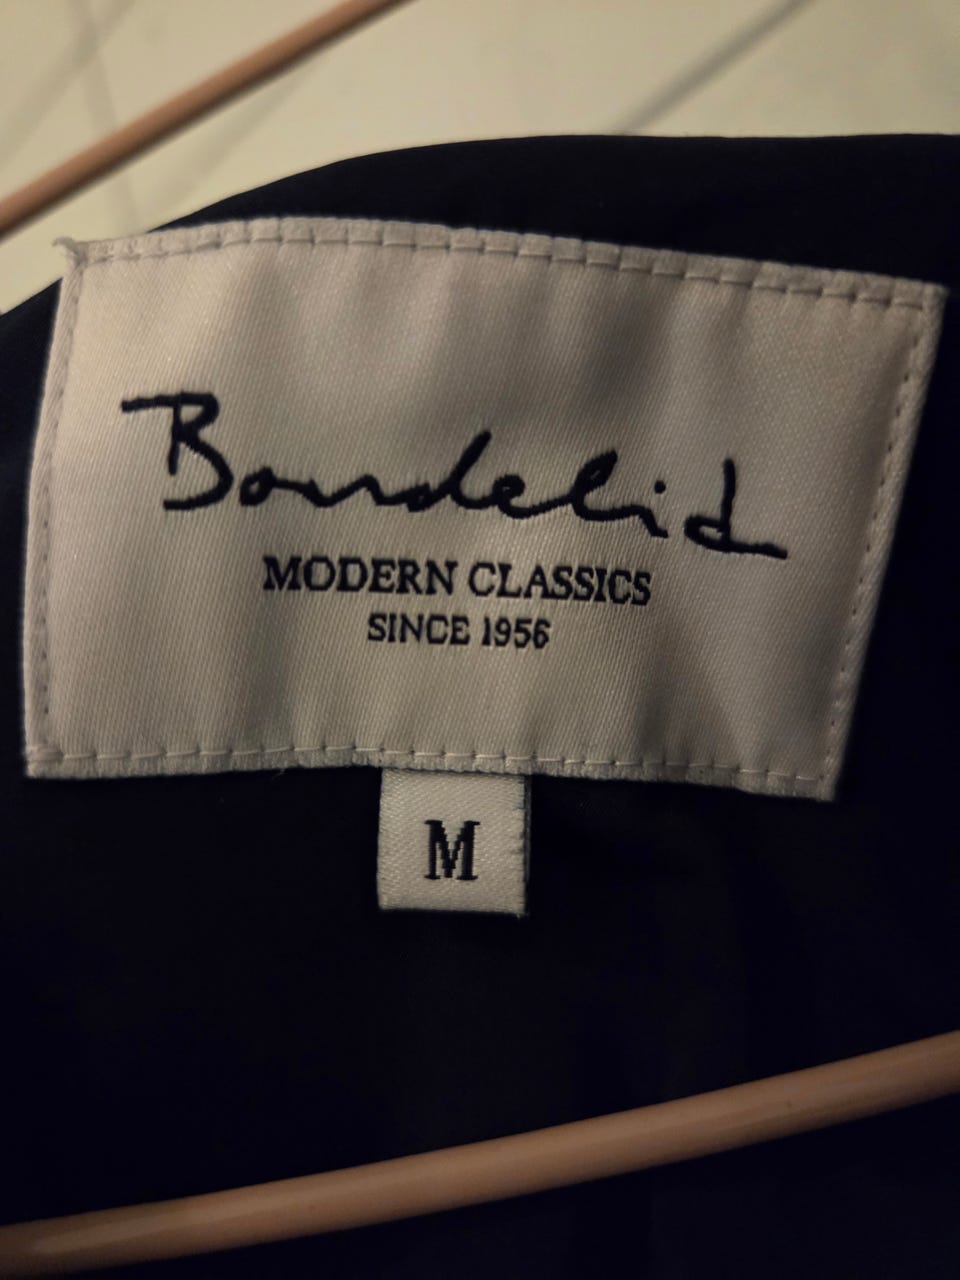 Bondelid
MODERN CLASSICS
SINCE 1956
M